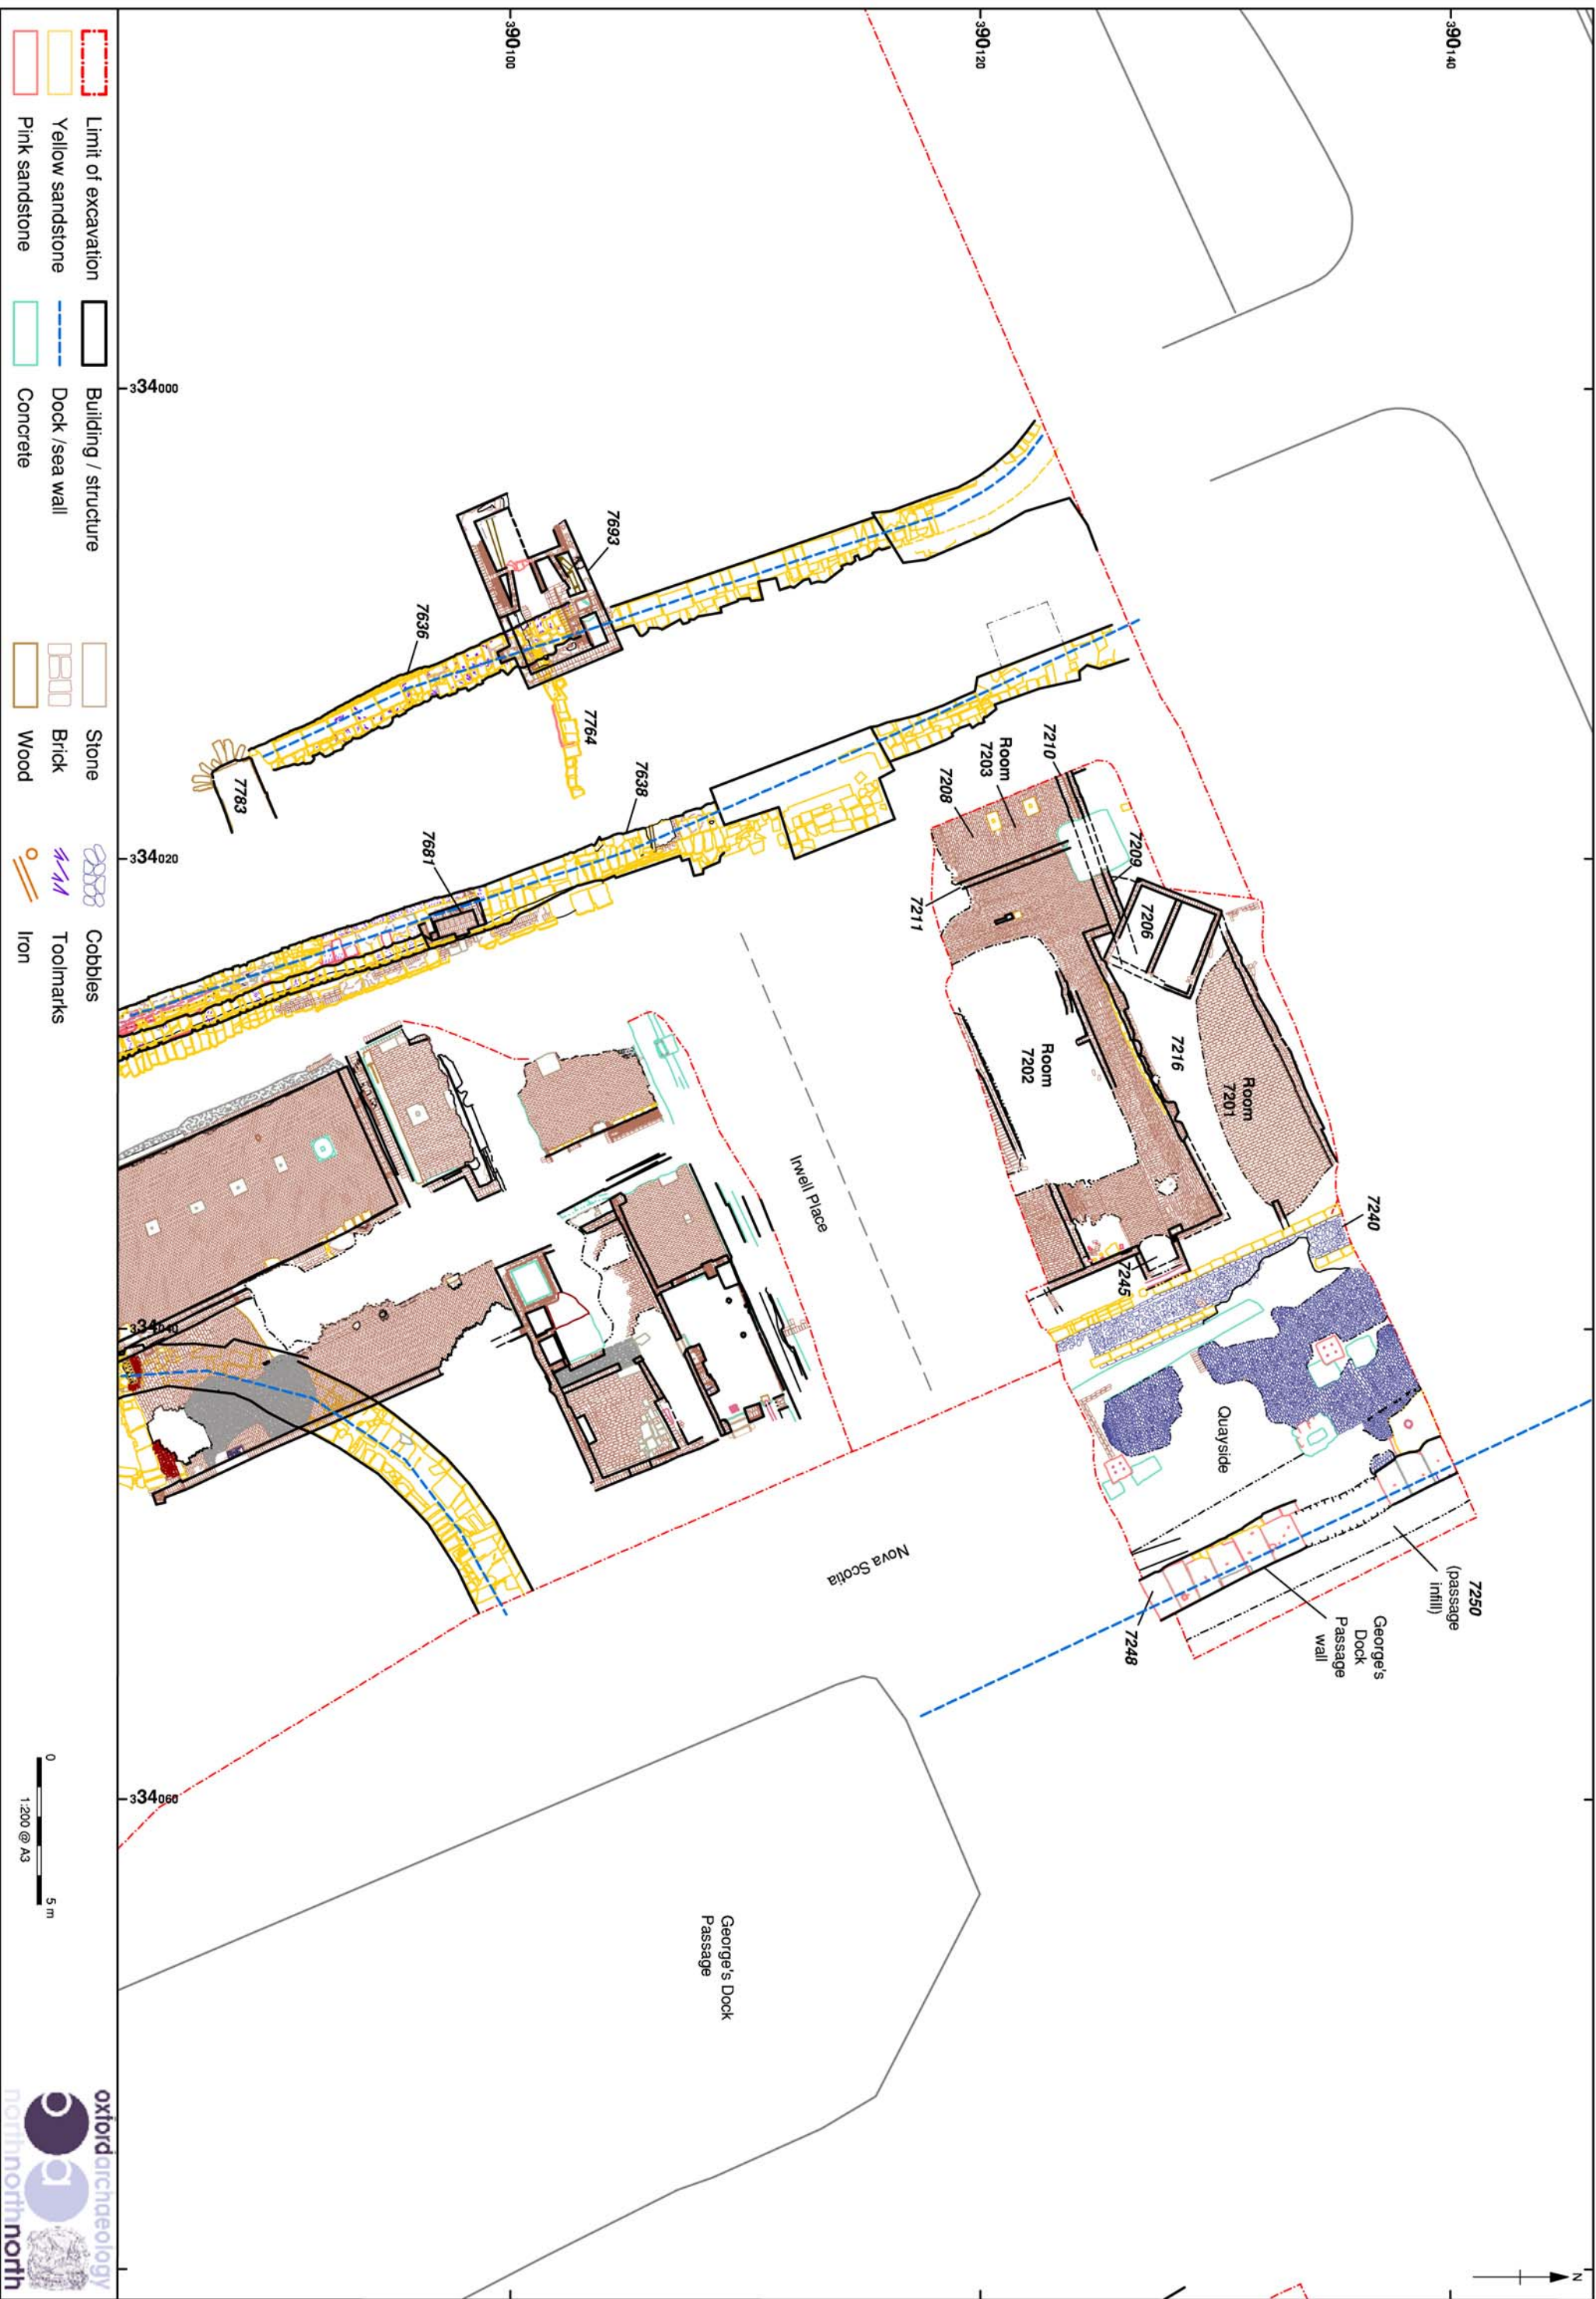 390140
390120
390100
334000
334020
334040
334060
N
7240
7250
(passage
infill)
George's
Dock
Passage
wall
7248
Quayside
7245
Room
7201
7216
7206
7209
7210
Room
7203
7208
7211
Room
7202
Irwell Place
Nova Scotia
George's Dock
Passage
7693
7636
7764
7638
7681
7783
Limit of excavation
Yellow sandstone
Pink sandstone
Building / structure
Dock /sea wall
Concrete
Stone
Brick
Wood
Cobbles
Toolmarks
Iron
0
5 m
1:200 @ A3
oxfordarchaeology
northnorthnorth